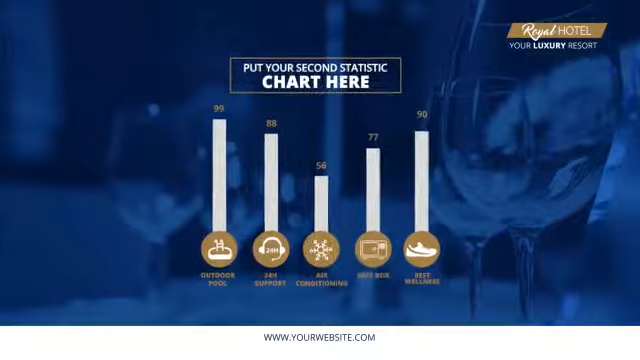 Royal HOTEL
YOUR LUXURY RESORT
PUT YOUR SECOND STATISTIC
CHART HERE
99
88
56
77
90
24H
OUTDOOR
POOL
24H
SUPPORT
AIR
CONDITIONING
BOX
BEST
WELLNESS
WWW.YOURWEBSITE.COM